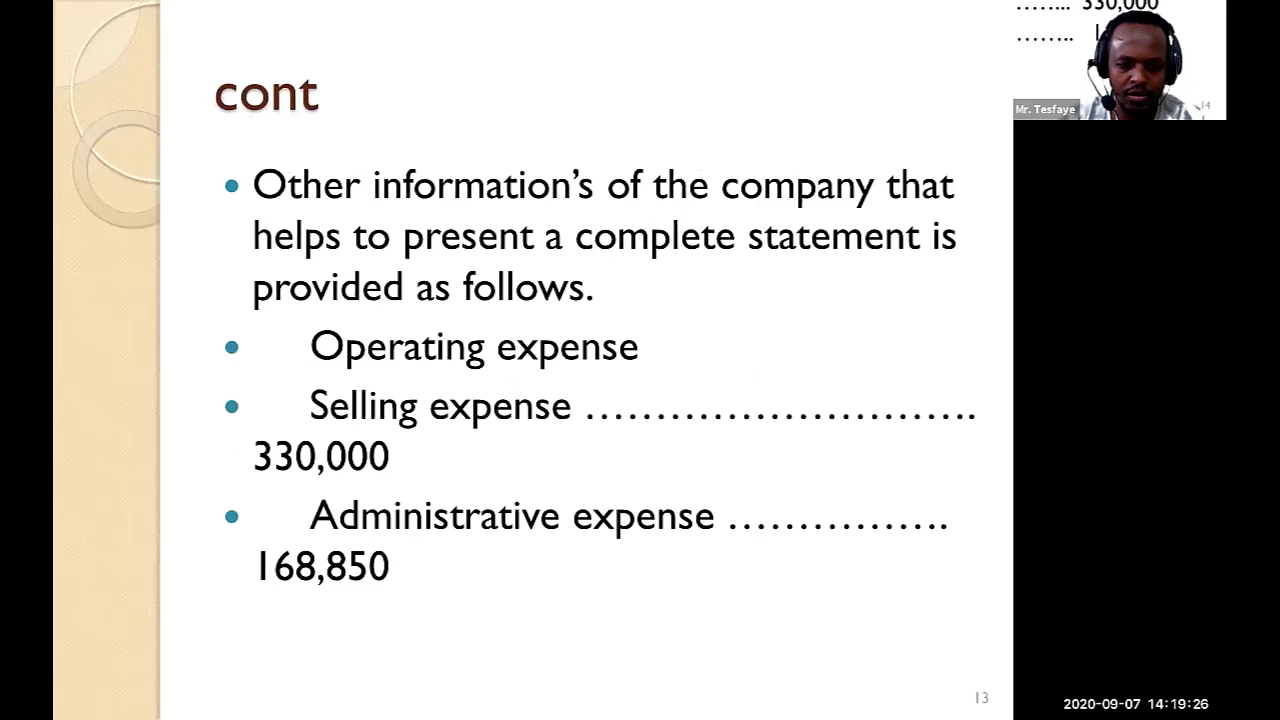 cont
• Other information’s of the company that
helps to present a complete statement is
provided as follows.
• Operating expense
• Selling expense ………………………….
330,000
• Administrative expense …………….
168,850
13
…….. 330,000
……..
Mr. Tesfaye
14
2020-09-07 14:19:26